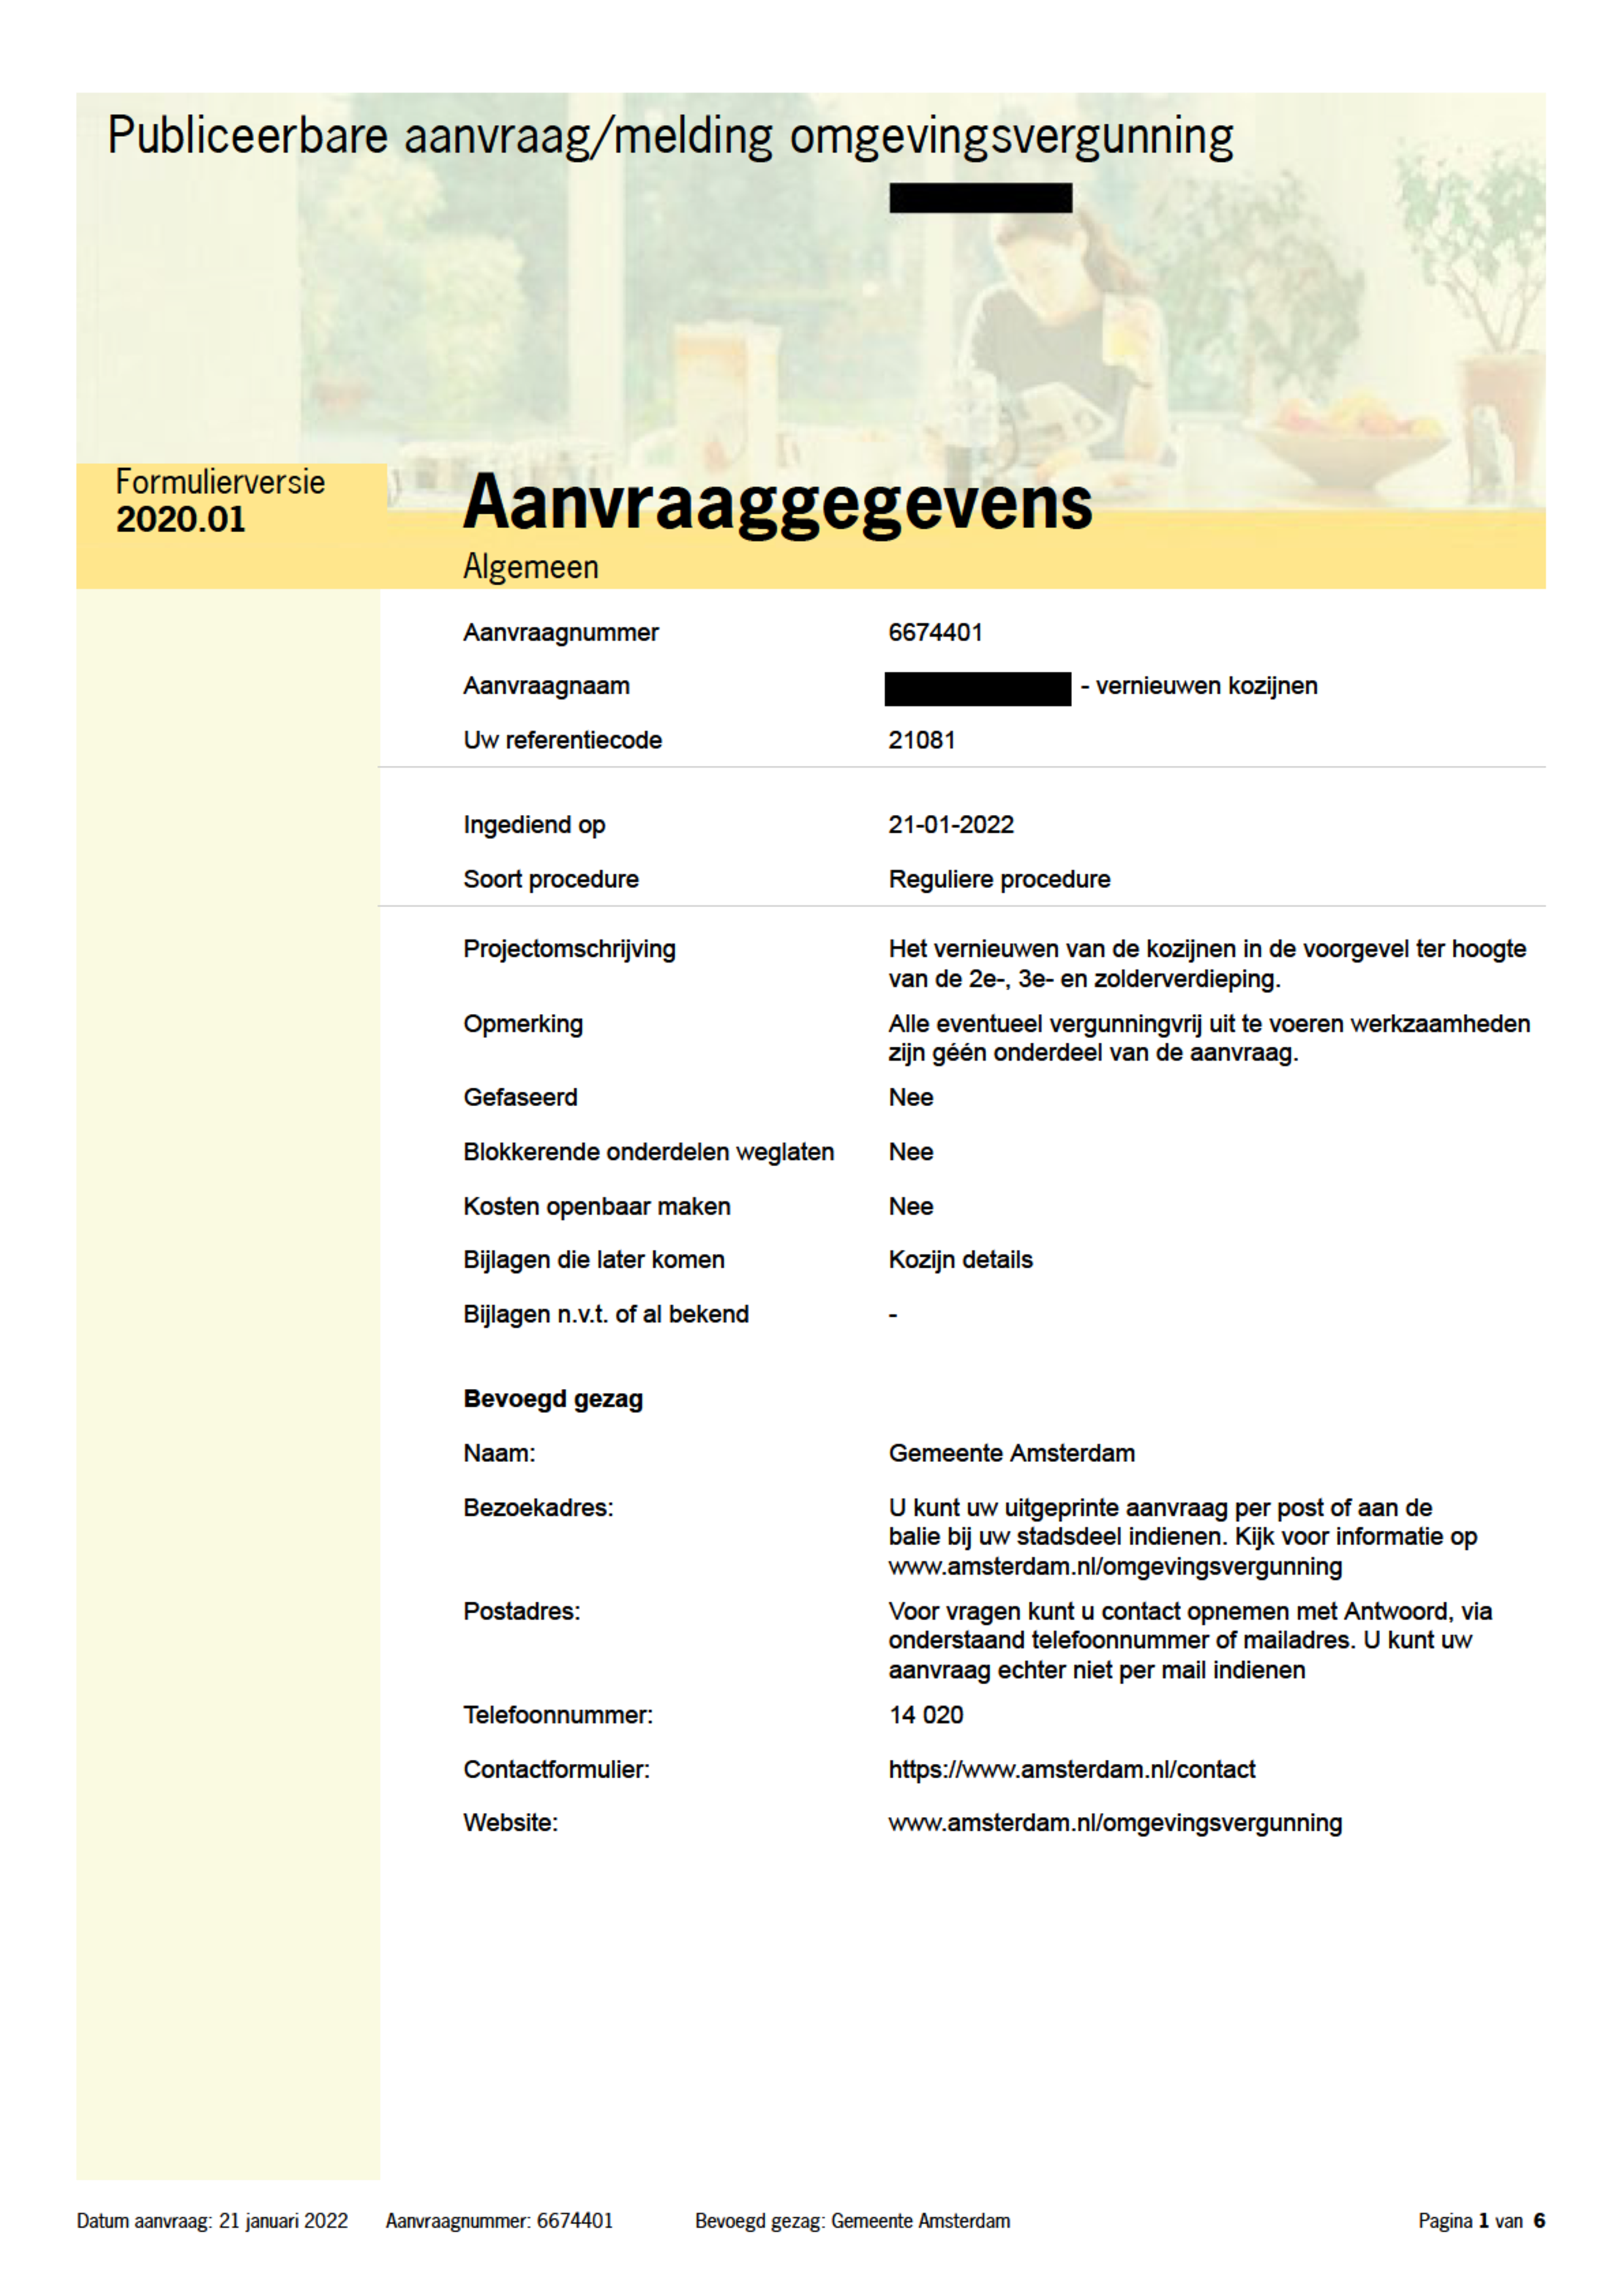 Publiceerbare aanvraag/melding omgevingsvergunning
Formulierversie
2020.01
Aanvraaggegevens
Algemeen
Aanvraagnummer 6674401
Aanvraagnaam - vernieuwen kozijnen
Uw referentiecode 21081
Ingediend op 21-01-2022
Soort procedure Reguliere procedure
Projectomschrijving Het vernieuwen van de kozijnen in de voorgevel ter hoogte
van de 2e-, 3e- en zolderverdieping.
Opmerking Alle eventueel vergunningvrij uit te voeren werkzaamheden
zijn géén onderdeel van de aanvraag.
Gefaseerd Nee
Blokkerende onderdelen weglaten Nee
Kosten openbaar maken Nee
Bijlagen die later komen Kozijn details
Bijlagen n.v.t. of al bekend -
Bevoegd gezag
Naam: Gemeente Amsterdam
Bezoekadres: U kunt uw uitgeprinte aanvraag per post of aan de
balie bij uw stadsdeel indienen. Kijk voor informatie op
www.amsterdam.nl/omgevingsvergunning
Postadres: Voor vragen kunt u contact opnemen met Antwoord, via
onderstaand telefoonnummer of mailadres. U kunt uw
aanvraag echter niet per mail indienen
Telefoonnummer: 14 020
Contactformulier: https://www.amsterdam.nl/contact
Website: www.amsterdam.nl/omgevingsvergunning
Datum aanvraag: 21 januari 2022 Aanvraagnummer: 6674401 Bevoegd gezag: Gemeente Amsterdam Pagina 1 van 6